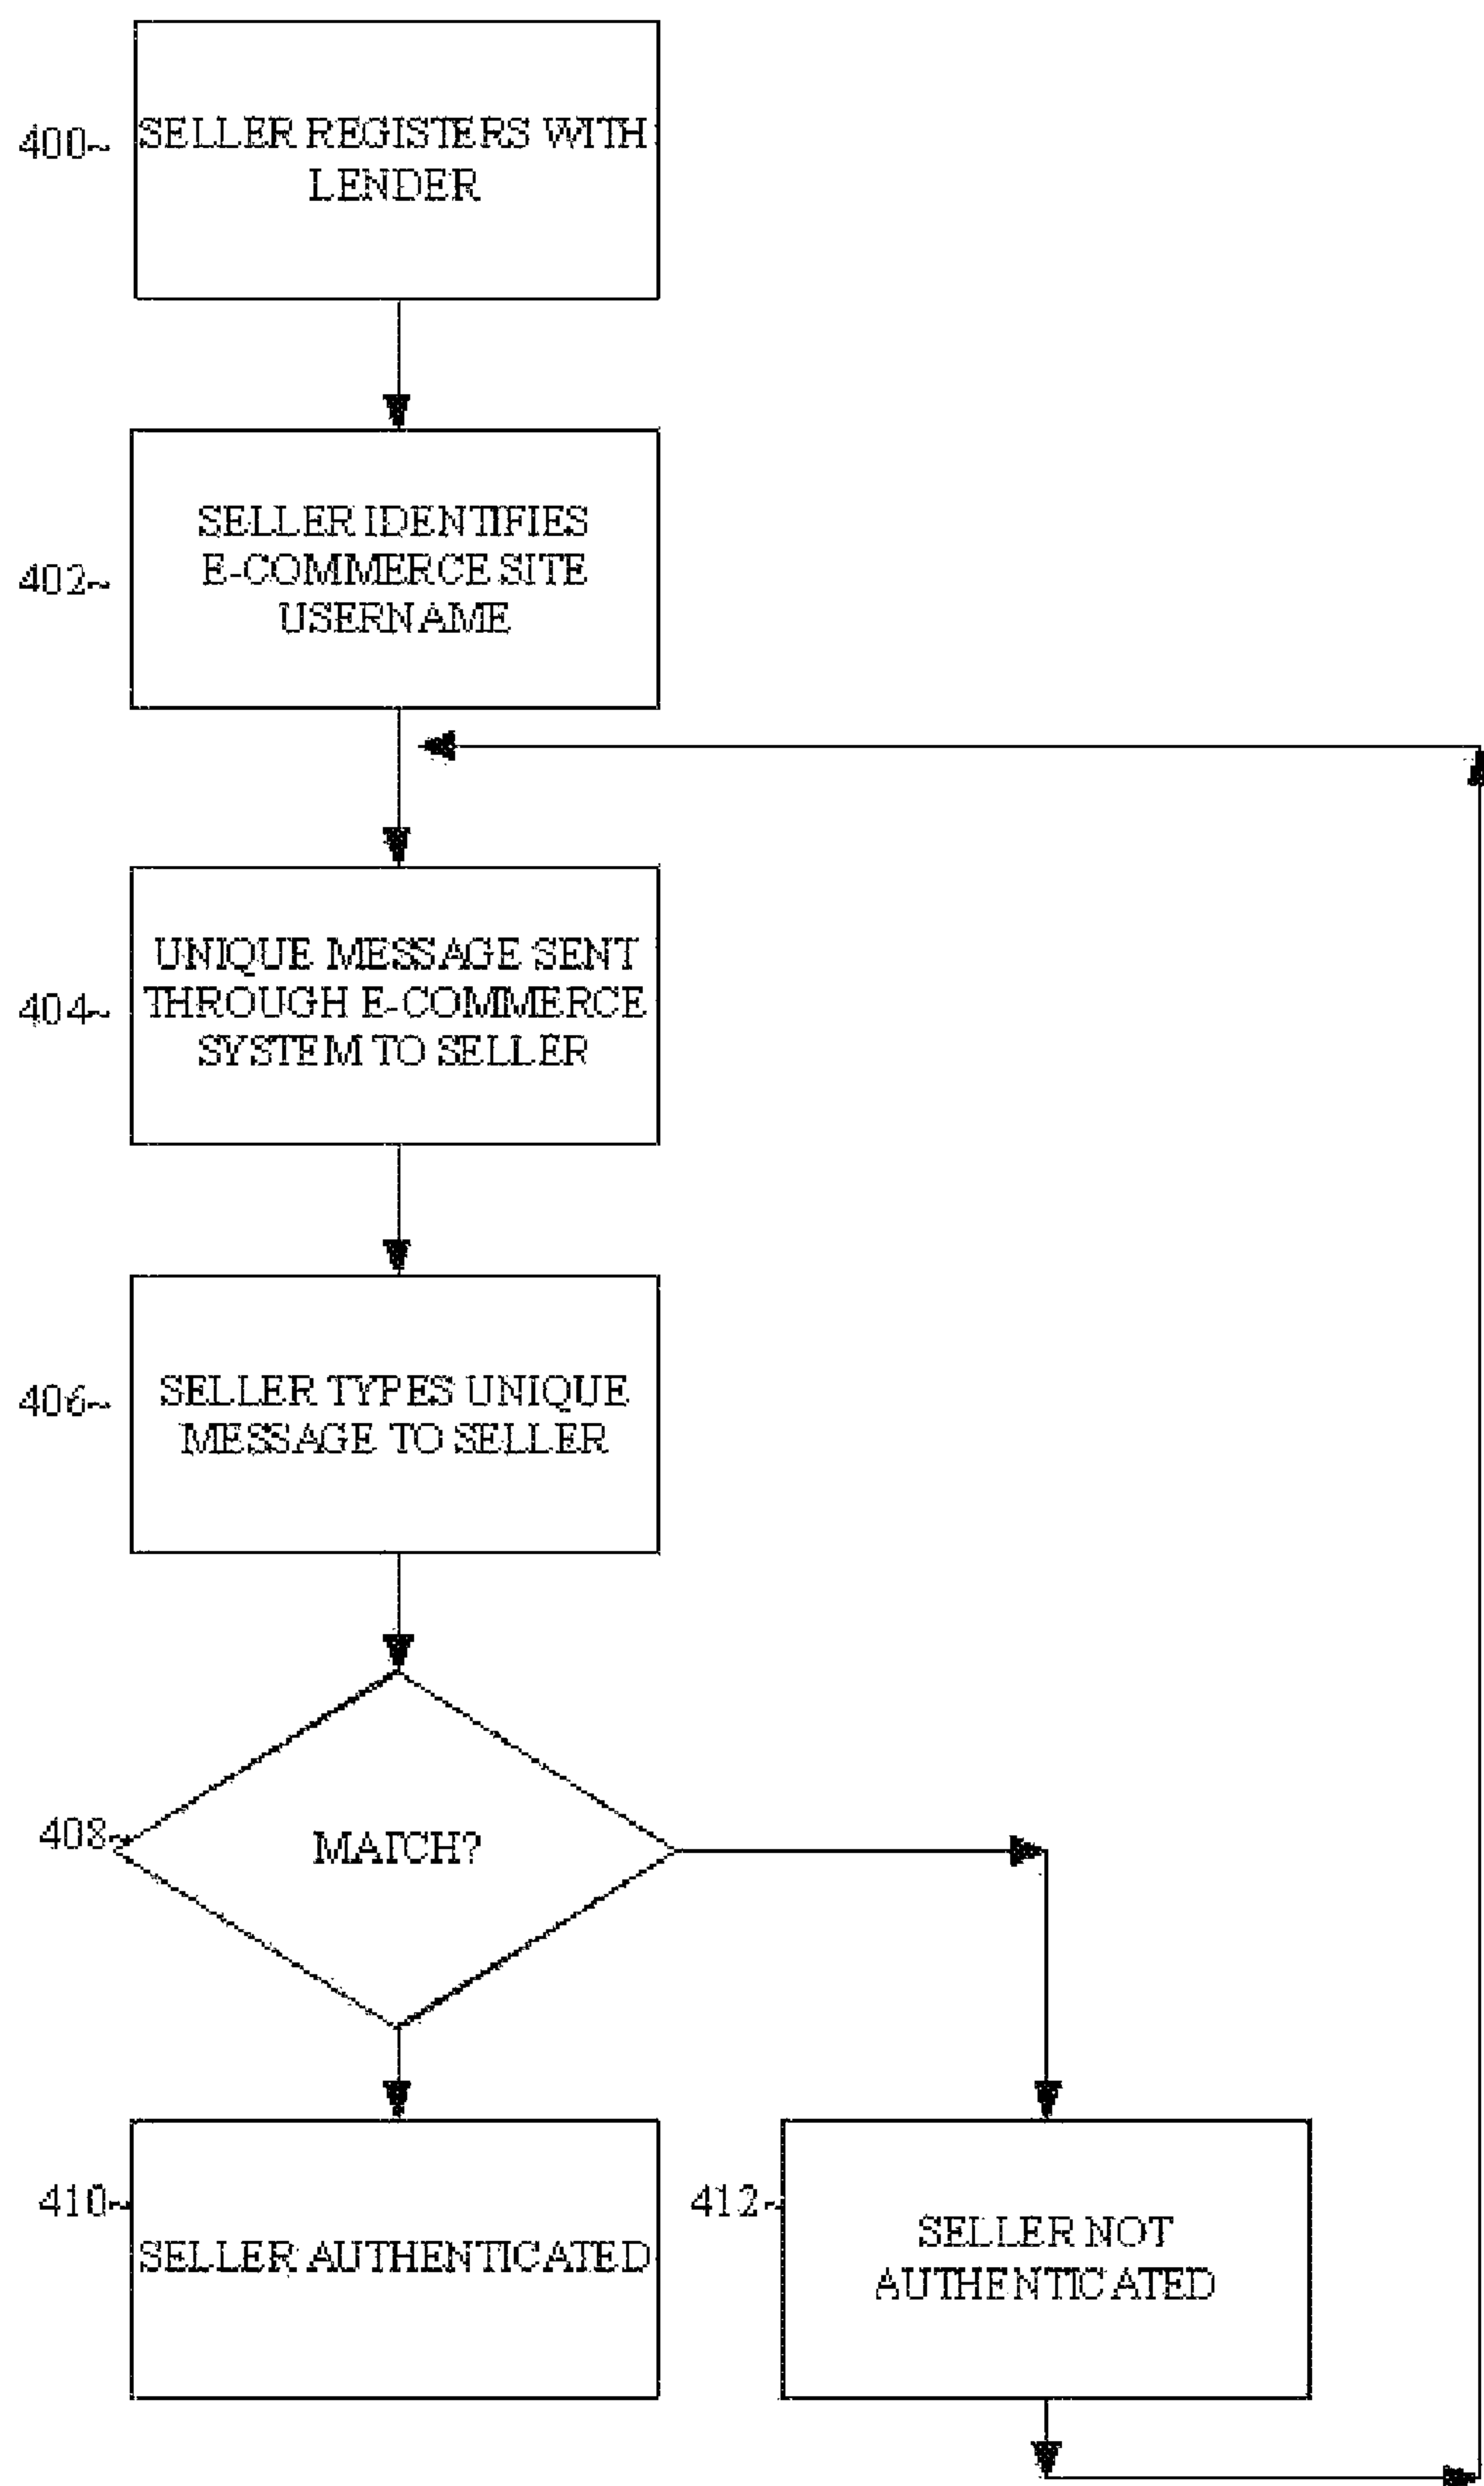 400~
SELLER REGISTERS WITH
LENDER
402~
SELLER IDENTIFIES
E-COMMERCE SITE
USERNAME
404~
UNIQUE MESSAGE SENT
THROUGH E-COMMERCE
SYSTEM TO SELLER
406~
SELLER TYPES UNIQUE
MESSAGE TO SELLER
408~
MATCH?
410~
SELLER AUTHENTICATED
412~
SELLER NOT
AUTHENTICATED